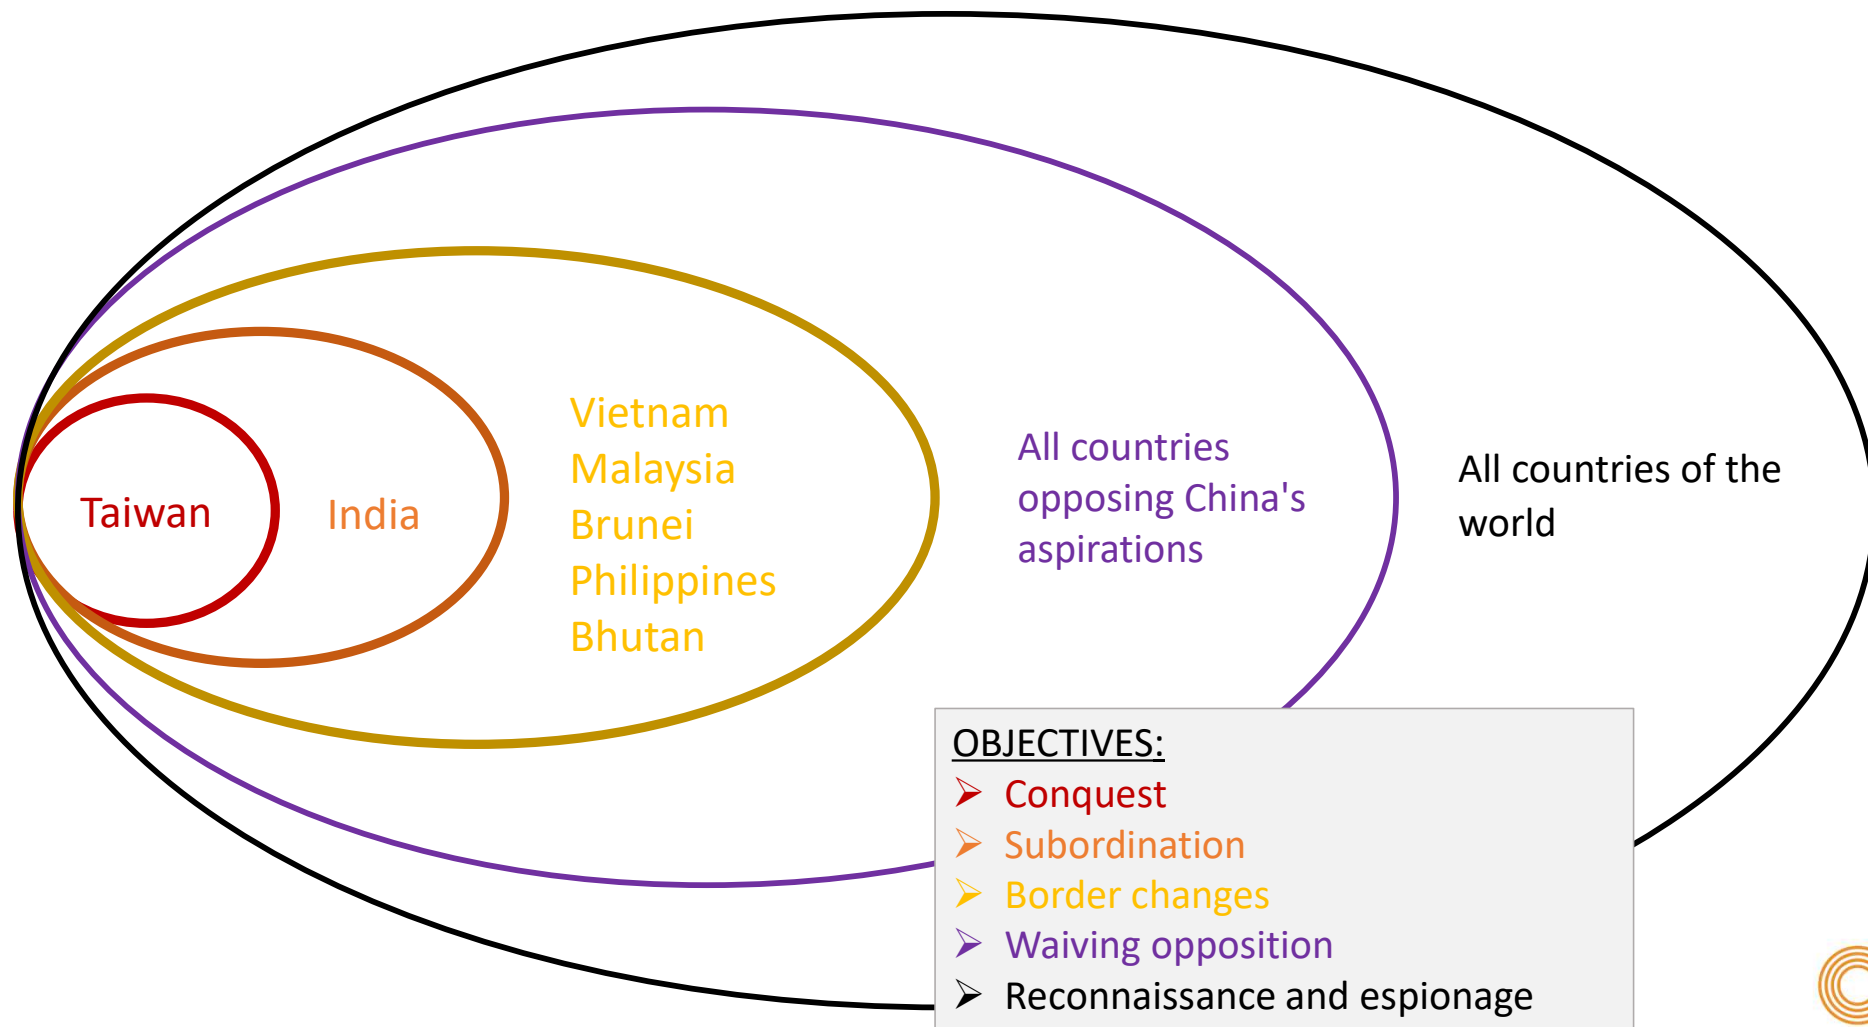 Taiwan
India
Vietnam
Malaysia
Brunei
Philippines
Bhutan
All countries
opposing China's
aspirations
All countries of the
world
OBJECTIVES:
Conquest
Subordination
Border changes
Waiving opposition
Reconnaissance and espionage